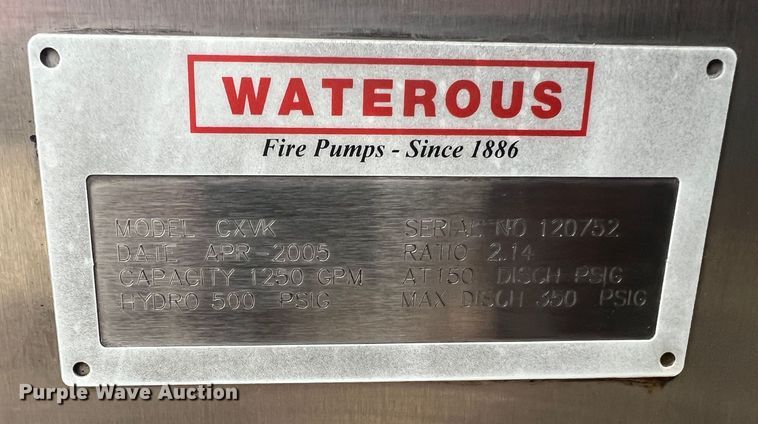 WATEROUS
Fire Pumps - Since 1886
MODEL CXVK SERIAL NO 120752
DATE APR-2005 RATIO 2.14
CAPACITY 1250 GPM AT 150 DISCH PSIG
HYDRO 500 PSIG MAX DISCH 350 PSIG
Purple Wave Auction